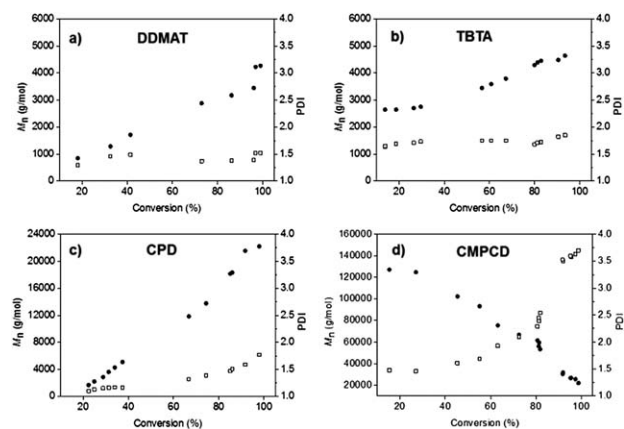 a) DDMAT
6000
5000
4000
3000
2000
1000
0
Mn (g/mol)
4.0
3.5
3.0
2.5
2.0
1.5
1.0
PDI
20 40 60 80 100
Conversion (%)
b) TBTA
6000
5000
4000
3000
2000
1000
0
Mn (g/mol)
4.0
3.5
3.0
2.5
2.0
1.5
1.0
PDI
20 40 60 80 100
Conversion (%)
c) CPD
24000
20000
16000
12000
8000
4000
0
Mn (g/mol)
4.0
3.5
3.0
2.5
2.0
1.5
1.0
PDI
20 40 60 80 100
Conversion (%)
d) CMPCD
160000
140000
120000
100000
80000
60000
40000
20000
Mn (g/mol)
4.0
3.5
3.0
2.5
2.0
1.5
1.0
PDI
20 40 60 80 100
Conversion (%)